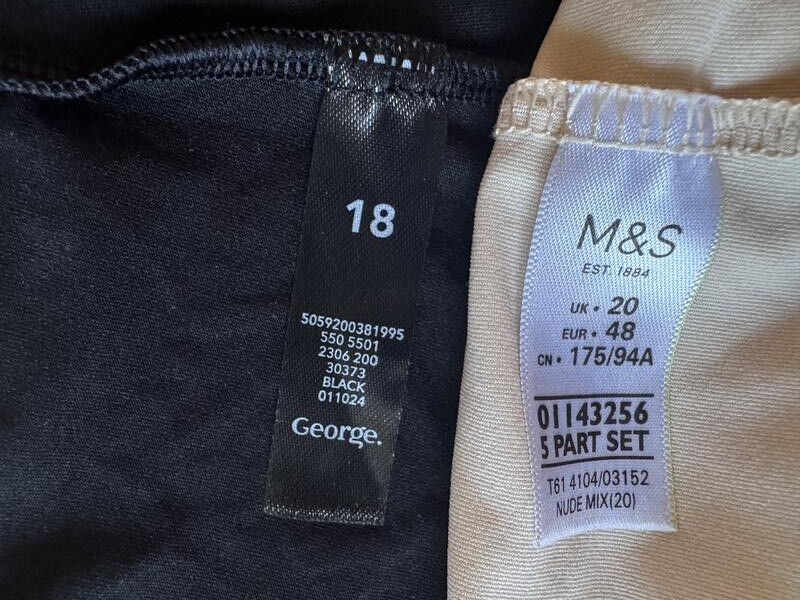 18
5059200381995
550 5501
2306 200
30373
BLACK
011024
George.
M&S
EST. 1884
UK • 20
EUR • 48
CN • 175/94A
01143256
5 PART SET
T61 4104/03152
NUDE MIX(20)